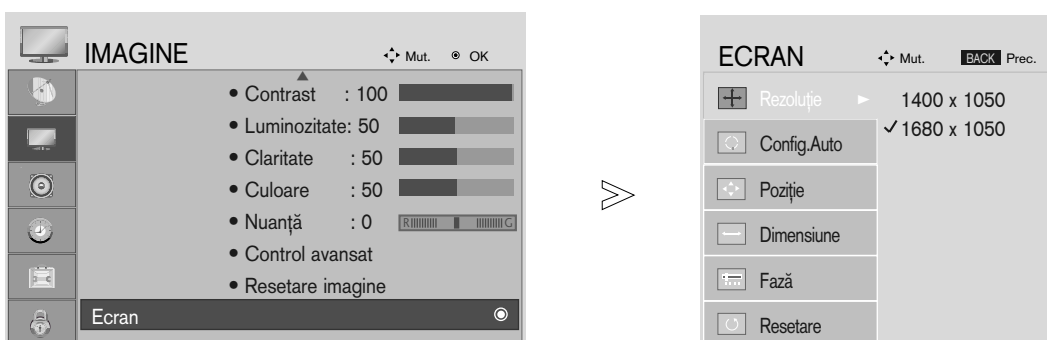 IMAGINE Mut. OK
• Contrast : 100
• Luminozitate: 50
• Claritate : 50
• Culoare : 50
• Nuanță : 0 R G
• Control avansat
• Resetare imagine
Ecran
ECRAN Mut. BACK Prec.
Rezoluție 1400 x 1050
Config.Auto ✓ 1680 x 1050
Poziție
Dimensiune
Fază
Resetare